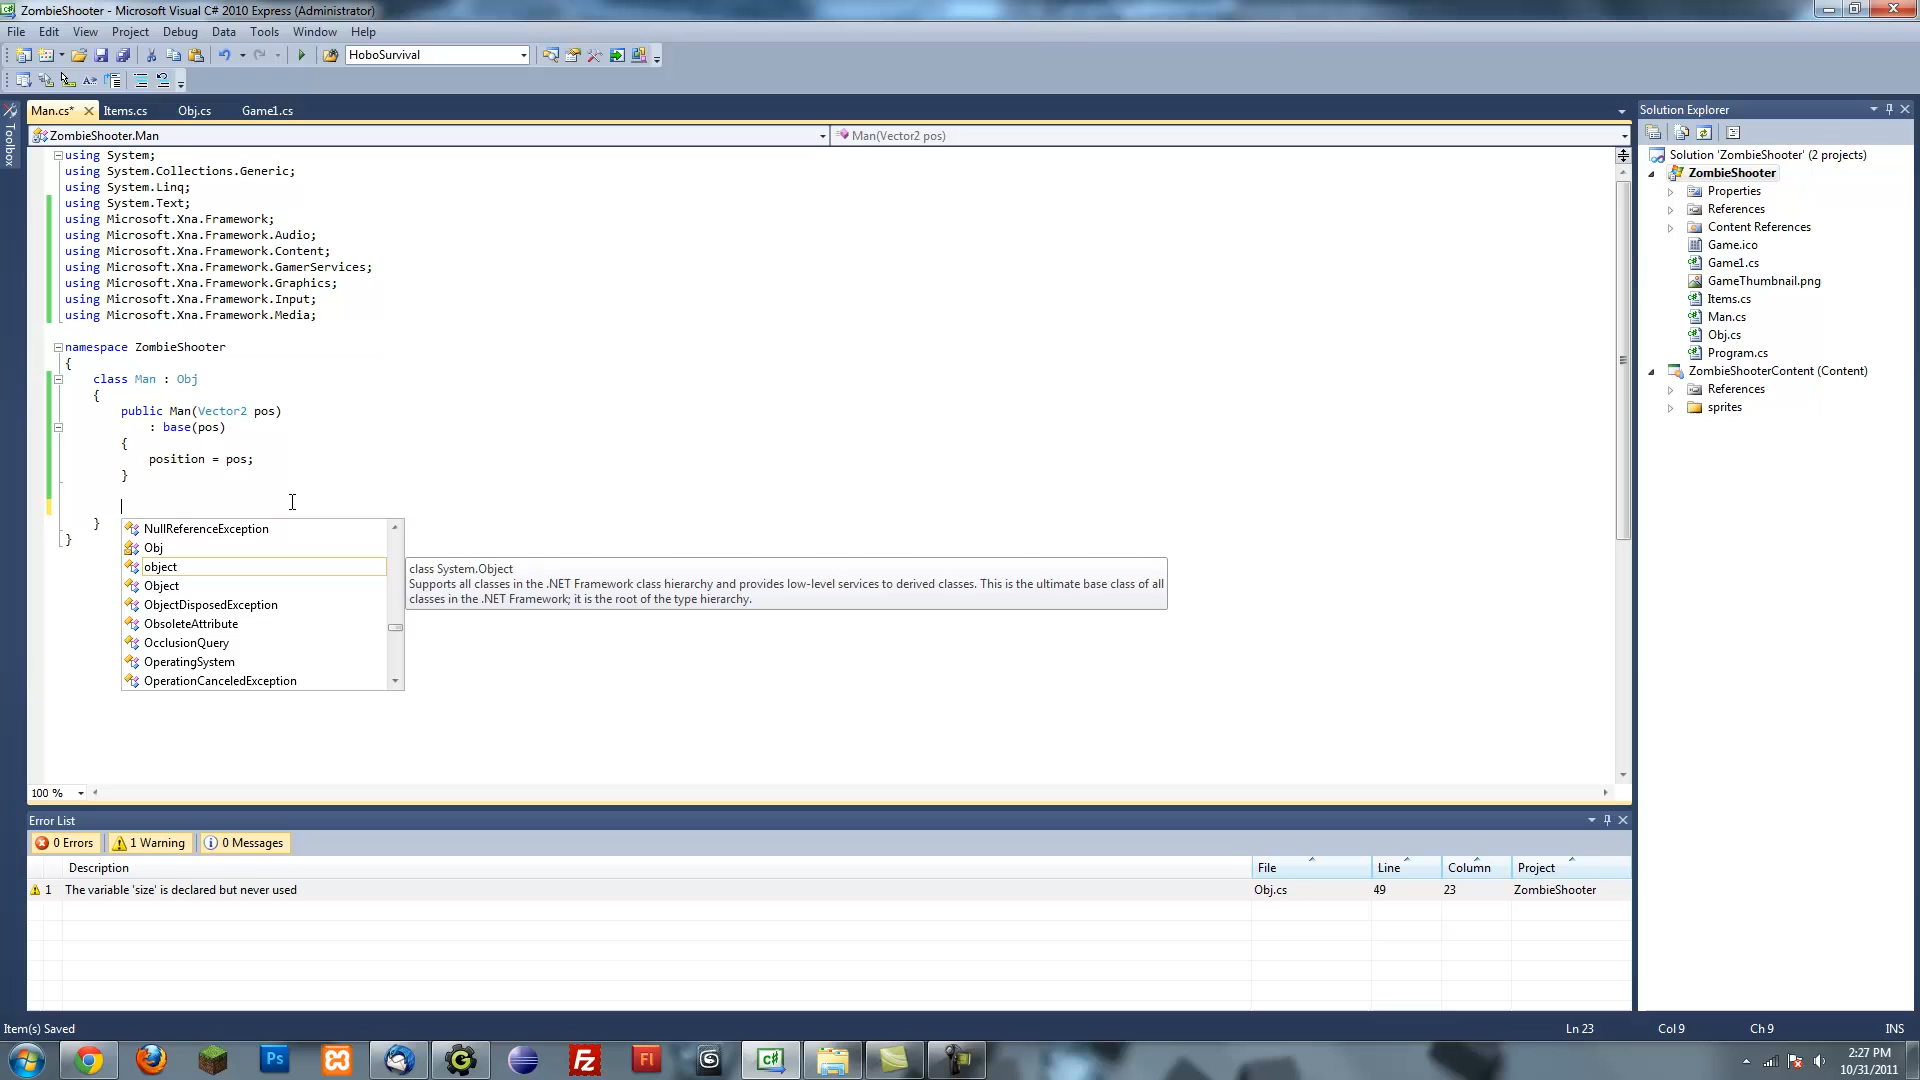 ZombieShooter - Microsoft Visual C# 2010 Express (Administrator)
File Edit View Project Debug Data Tools Window Help
HoboSurvival
Man.cs* Items.cs Obj.cs Game1.cs
ZombieShooter.Man Man(Vector2 pos)
Toolbox
using System;
using System.Collections.Generic;
using System.Linq;
using System.Text;
using Microsoft.Xna.Framework;
using Microsoft.Xna.Framework.Audio;
using Microsoft.Xna.Framework.Content;
using Microsoft.Xna.Framework.GamerServices;
using Microsoft.Xna.Framework.Graphics;
using Microsoft.Xna.Framework.Input;
using Microsoft.Xna.Framework.Media;
namespace ZombieShooter
{
class Man : Obj
{
public Man(Vector2 pos)
: base(pos)
{
position = pos;
}
}
}
NullReferenceException
Obj
object
Object
ObjectDisposedException
ObsoleteAttribute
OcclusionQuery
OperatingSystem
OperationCanceledException
class System.Object
Supports all classes in the .NET Framework class hierarchy and provides low-level services to derived classes. This is the ultimate base class of all
classes in the .NET Framework; it is the root of the type hierarchy.
100 %
Solution Explorer
Solution 'ZombieShooter' (2 projects)
ZombieShooter
Properties
References
Content References
Game.ico
Game1.cs
GameThumbnail.png
Items.cs
Man.cs
Obj.cs
Program.cs
ZombieShooterContent (Content)
References
sprites
Error List
0 Errors 1 Warning 0 Messages
Description File Line Column Project
1 The variable 'size' is declared but never used Obj.cs 49 23 ZombieShooter
Item(s) Saved Ln 23 Col 9 Ch 9 INS
Ps Fl C#
2:27 PM
10/31/2011